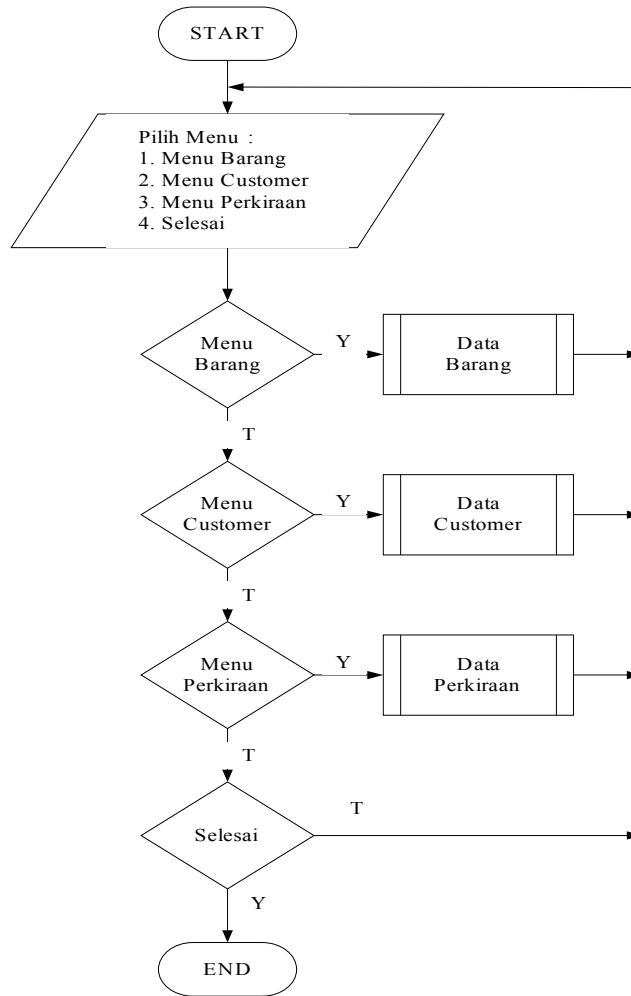 START
Pilih Menu :
1. Menu Barang
2. Menu Customer
3. Menu Perkiraan
4. Selesai
Menu
Barang
Y
Data
Barang
T
Menu
Customer
Y
Data
Customer
T
Menu
Perkiraan
Y
Data
Perkiraan
T
Selesai
T
Y
END